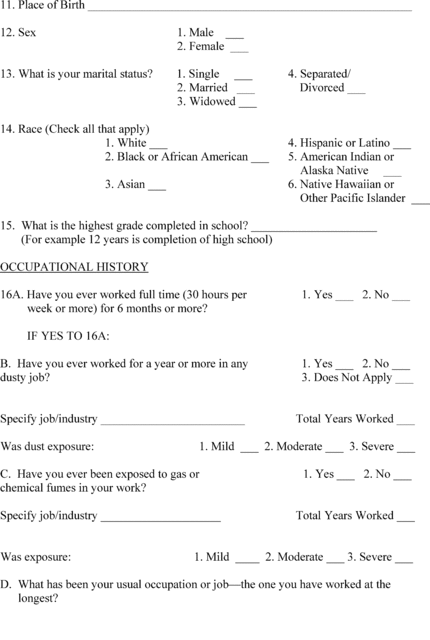 11. Place of Birth ____
12. Sex 1. Male ___
2. Female ___
13. What is your marital status? 1. Single ___ 4. Separated/
2. Married ___ Divorced ___
3. Widowed ___
14. Race (Check all that apply)
1. White ___ 4. Hispanic or Latino ___
2. Black or African American ___ 5. American Indian or
Alaska Native ___
3. Asian ___ 6. Native Hawaiian or
Other Pacific Islander ___
15. What is the highest grade completed in school? ____
(For example 12 years is completion of high school)
OCCUPATIONAL HISTORY
16A. Have you ever worked full time (30 hours per 1. Yes ___ 2. No ___
week or more) for 6 months or more?
IF YES TO 16A:
B. Have you ever worked for a year or more in any 1. Yes ___ 2. No ___
dusty job? 3. Does Not Apply ___
Specify job/industry ____ Total Years Worked ___
Was dust exposure: 1. Mild ___ 2. Moderate ___ 3. Severe ___
C. Have you ever been exposed to gas or 1. Yes ___ 2. No ___
chemical fumes in your work?
Specify job/industry ____ Total Years Worked ___
Was exposure: 1. Mild ____ 2. Moderate ___ 3. Severe ___
D. What has been your usual occupation or job—the one you have worked at the
longest?